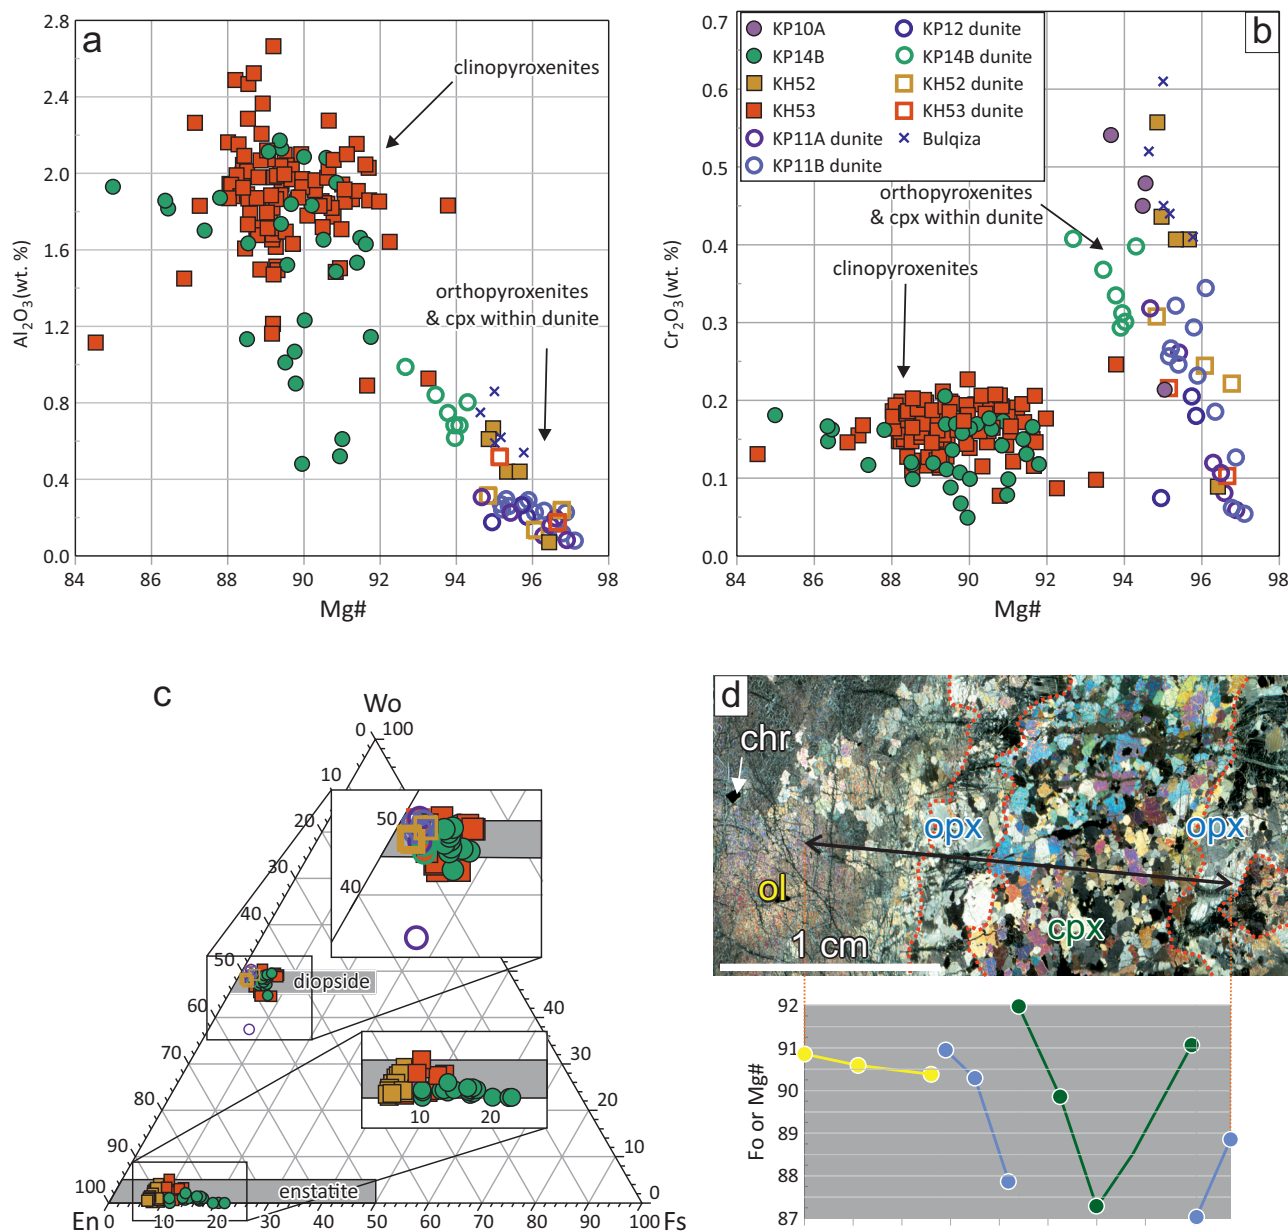 a
2.8
2.4
2.0
1.6
1.2
0.8
0.4
0.0
Al2O3 (wt. %)
84 86 88 90 92 94 96 98
Mg#
clinopyroxenites
orthopyroxenites
& cpx within dunite
b
0.7
0.6
0.5
0.4
0.3
0.2
0.1
0.0
Cr2O3 (wt. %)
84 86 88 90 92 94 96 98
Mg#
KP10A
KP14B
KH52
KH53
KP11A dunite
KP11B dunite
KP12 dunite
KP14B dunite
KH52 dunite
KH53 dunite
Bulqiza
orthopyroxenites
& cpx within dunite
clinopyroxenites
c
Wo
0 100
10
20
30
40
50
60
70
80
90
100
50
40
diopside
10 20
enstatite
40
30
20
10
0
En 0 10 20 30 40 50 60 70 80 90 100 Fs
d
chr
opx
opx
ol
cpx
1 cm
92
91
90
89
88
87
Fo or Mg#